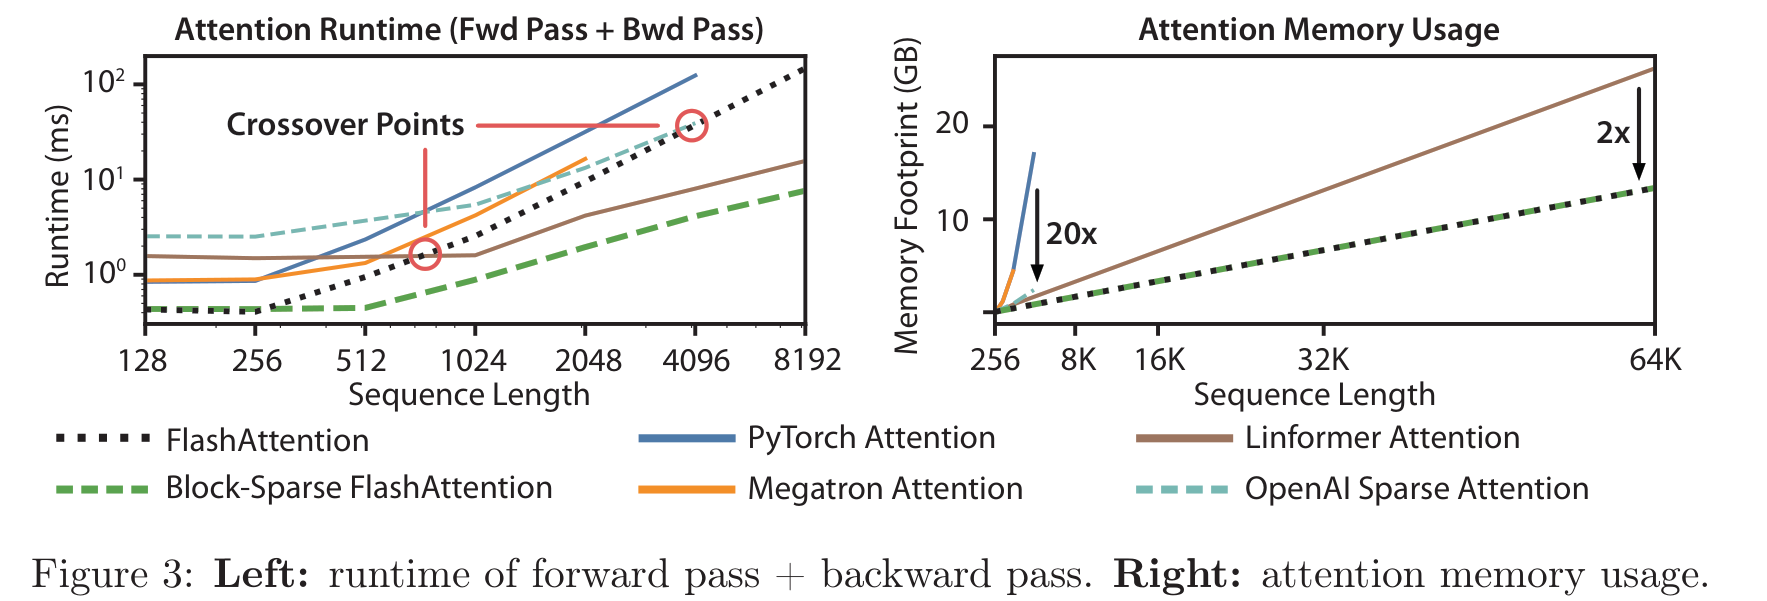 Attention Runtime (Fwd Pass + Bwd Pass)
Runtime (ms)
10²
10¹
10⁰
Crossover Points
128 256 512 1024 2048 4096 8192
Sequence Length
Attention Memory Usage
Memory Footprint (GB)
20
10
20x
2x
256 8K 16K 32K 64K
Sequence Length
FlashAttention
PyTorch Attention
Linformer Attention
Block-Sparse FlashAttention
Megatron Attention
OpenAI Sparse Attention
Figure 3: Left: runtime of forward pass + backward pass. Right: attention memory usage.